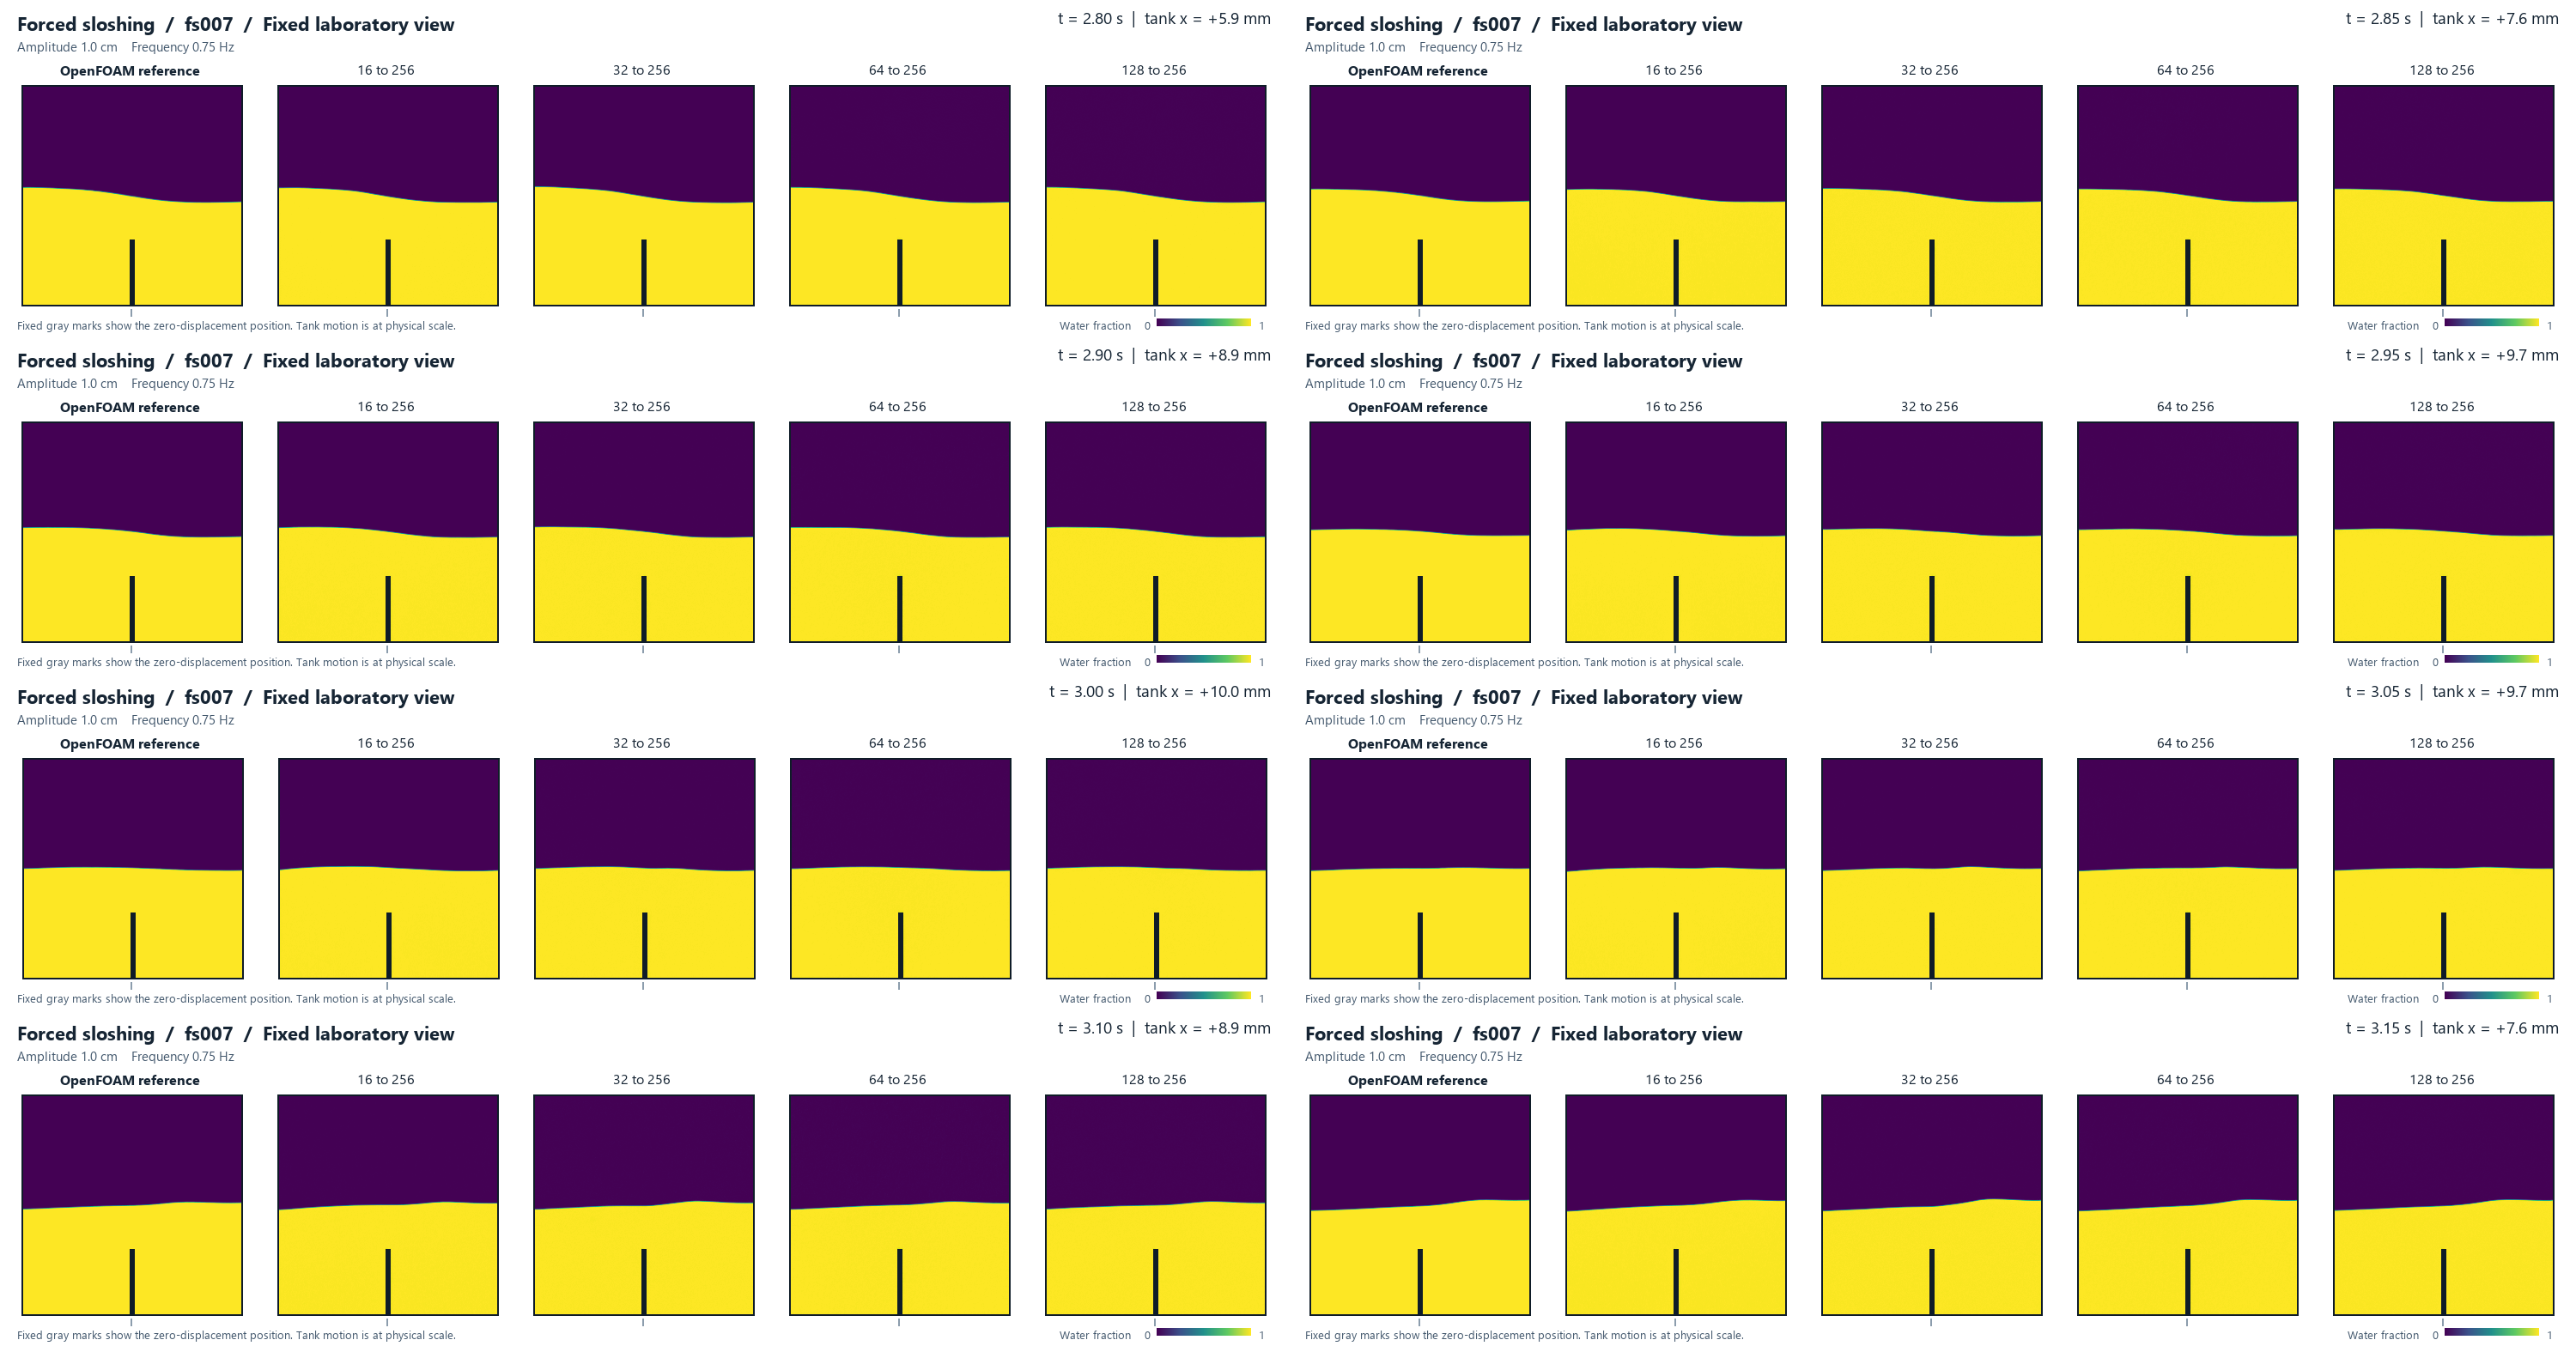 Forced sloshing / fs007 / Fixed laboratory view
t = 2.80 s | tank x = +5.9 mm
Amplitude 1.0 cm Frequency 0.75 Hz
OpenFOAM reference 16 to 256 32 to 256 64 to 256 128 to 256
Fixed gray marks show the zero-displacement position. Tank motion is at physical scale.
Water fraction 0 1
Forced sloshing / fs007 / Fixed laboratory view
t = 2.85 s | tank x = +7.6 mm
Amplitude 1.0 cm Frequency 0.75 Hz
OpenFOAM reference 16 to 256 32 to 256 64 to 256 128 to 256
Fixed gray marks show the zero-displacement position. Tank motion is at physical scale.
Water fraction 0 1
Forced sloshing / fs007 / Fixed laboratory view
t = 2.90 s | tank x = +8.9 mm
Amplitude 1.0 cm Frequency 0.75 Hz
OpenFOAM reference 16 to 256 32 to 256 64 to 256 128 to 256
Fixed gray marks show the zero-displacement position. Tank motion is at physical scale.
Water fraction 0 1
Forced sloshing / fs007 / Fixed laboratory view
t = 2.95 s | tank x = +9.7 mm
Amplitude 1.0 cm Frequency 0.75 Hz
OpenFOAM reference 16 to 256 32 to 256 64 to 256 128 to 256
Fixed gray marks show the zero-displacement position. Tank motion is at physical scale.
Water fraction 0 1
Forced sloshing / fs007 / Fixed laboratory view
t = 3.00 s | tank x = +10.0 mm
Amplitude 1.0 cm Frequency 0.75 Hz
OpenFOAM reference 16 to 256 32 to 256 64 to 256 128 to 256
Fixed gray marks show the zero-displacement position. Tank motion is at physical scale.
Water fraction 0 1
Forced sloshing / fs007 / Fixed laboratory view
t = 3.05 s | tank x = +9.7 mm
Amplitude 1.0 cm Frequency 0.75 Hz
OpenFOAM reference 16 to 256 32 to 256 64 to 256 128 to 256
Fixed gray marks show the zero-displacement position. Tank motion is at physical scale.
Water fraction 0 1
Forced sloshing / fs007 / Fixed laboratory view
t = 3.10 s | tank x = +8.9 mm
Amplitude 1.0 cm Frequency 0.75 Hz
OpenFOAM reference 16 to 256 32 to 256 64 to 256 128 to 256
Fixed gray marks show the zero-displacement position. Tank motion is at physical scale.
Water fraction 0 1
Forced sloshing / fs007 / Fixed laboratory view
t = 3.15 s | tank x = +7.6 mm
Amplitude 1.0 cm Frequency 0.75 Hz
OpenFOAM reference 16 to 256 32 to 256 64 to 256 128 to 256
Fixed gray marks show the zero-displacement position. Tank motion is at physical scale.
Water fraction 0 1